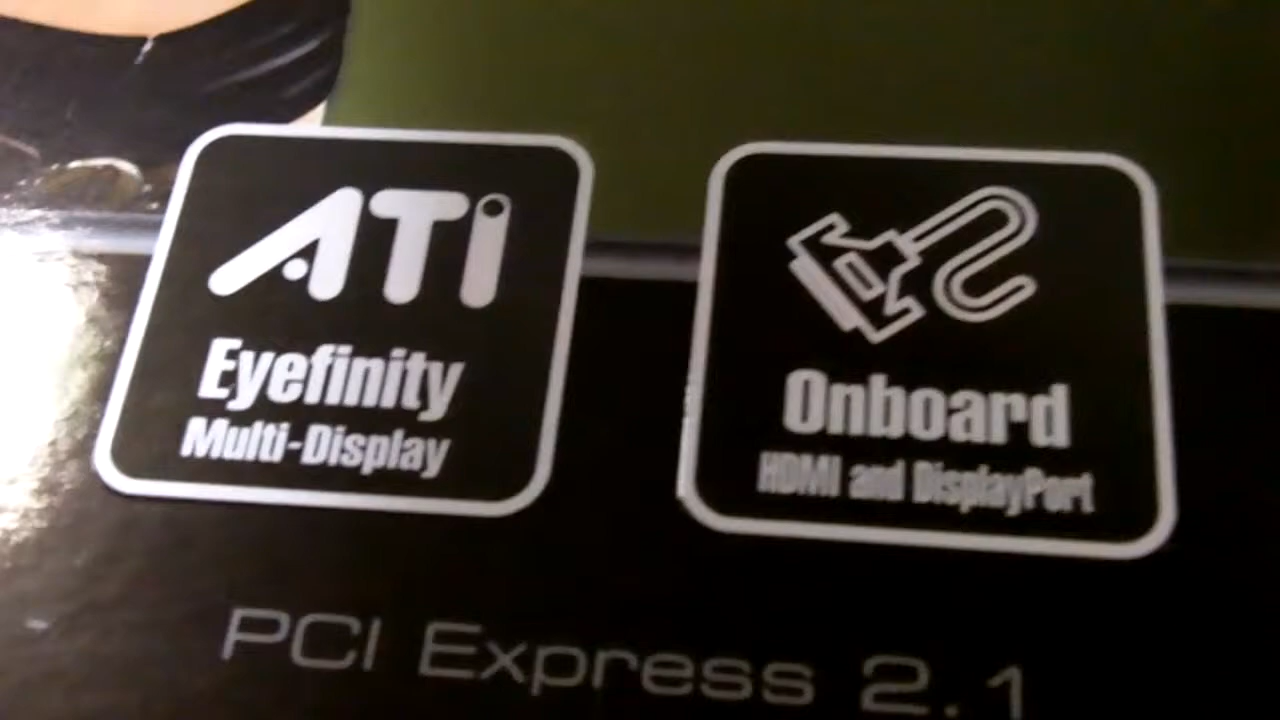 ATI
Eyefinity
Multi-Display
Onboard
HDMI and DisplayPort
PCI Express 2.1